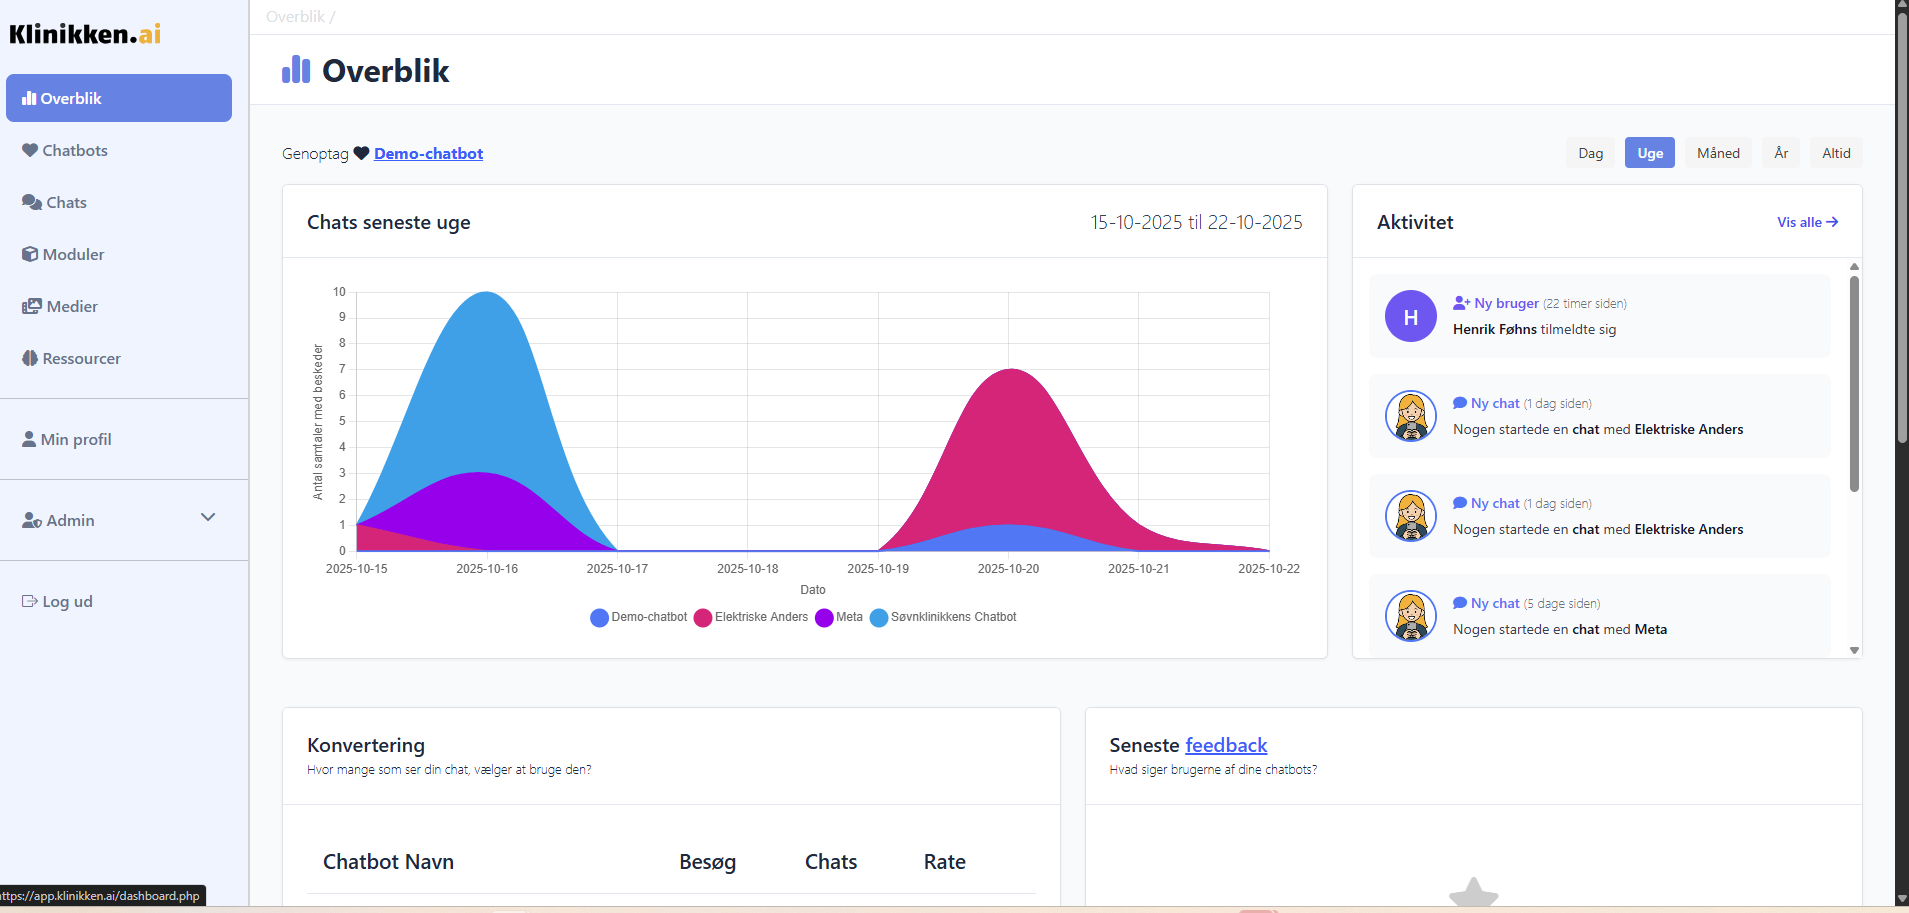 Klinikken.ai
Overblik
Chatbots
Chats
Moduler
Medier
Ressourcer
Min profil
Admin
Log ud
Overblik /
Overblik
Genoptag Demo-chatbot
Dag Uge Måned År Altid
Chats seneste uge
15-10-2025 til 22-10-2025
Antal samtaler med beskeder
10
9
8
7
6
5
4
3
2
1
0
2025-10-15 2025-10-16 2025-10-17 2025-10-18 2025-10-19 2025-10-20 2025-10-21 2025-10-22
Dato
Demo-chatbot Elektriske Anders Meta Søvnklinikkens Chatbot
Aktivitet
Vis alle
H
Ny bruger (22 timer siden)
Henrik Føhns tilmeldte sig
Ny chat (1 dag siden)
Nogen startede en chat med Elektriske Anders
Ny chat (1 dag siden)
Nogen startede en chat med Elektriske Anders
Ny chat (5 dage siden)
Nogen startede en chat med Meta
Konvertering
Hvor mange som ser din chat, vælger at bruge den?
Chatbot Navn Besøg Chats Rate
Seneste feedback
Hvad siger brugerne af dine chatbots?
ttps://app.klinikken.ai/dashboard.php